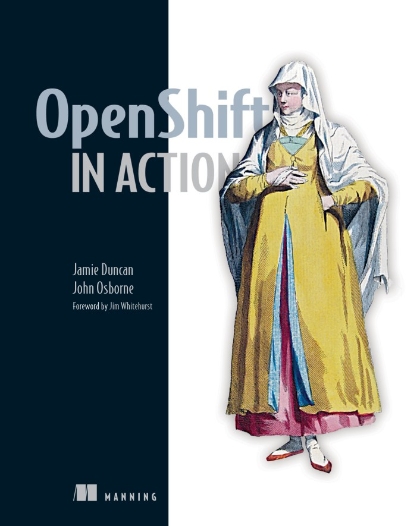 OpenShift
IN ACTION
Jamie Duncan
John Osborne
Foreword by Jim Whitehurst
MANNING